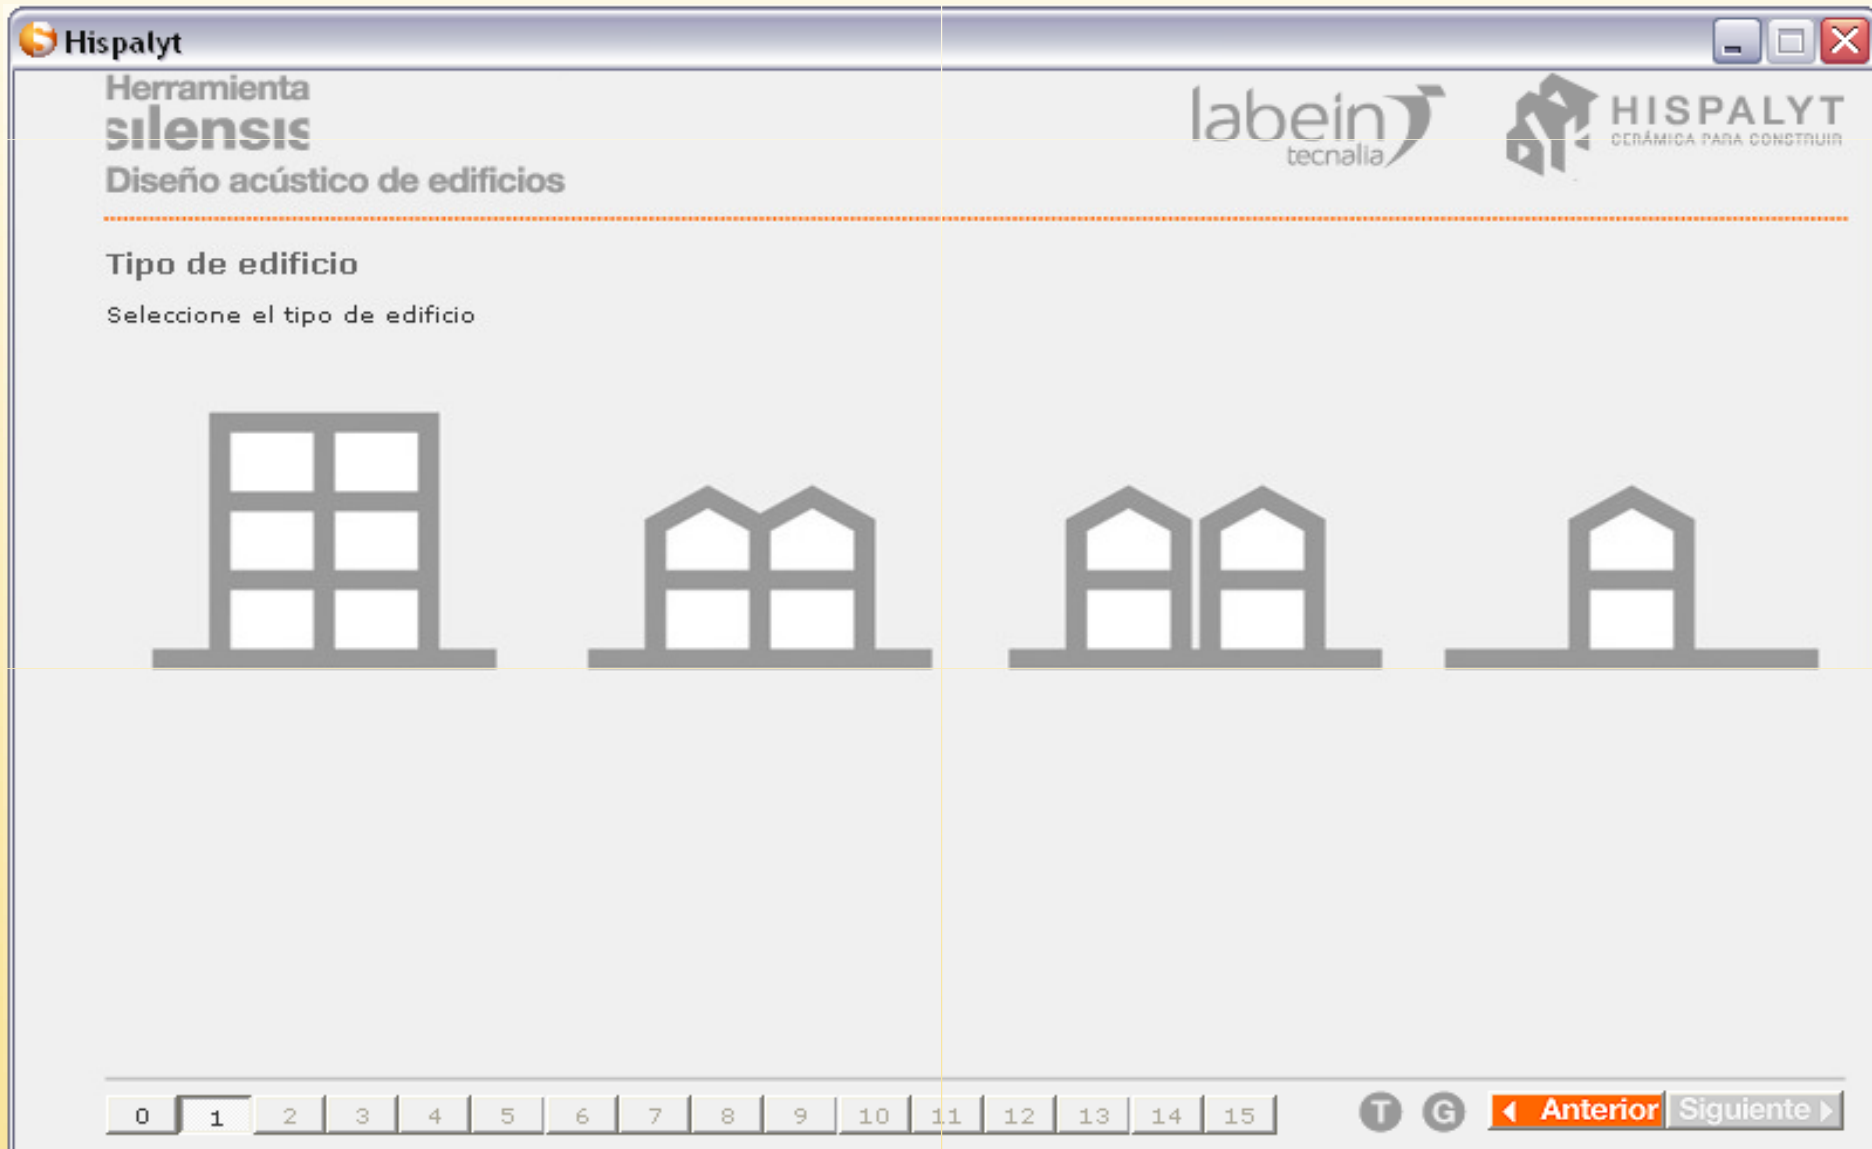 Hispalyt
Herramienta
silensis
Diseño acústico de edificios
labein
tecnalia
HISPALYT
CERÁMICA PARA CONSTRUIR
Tipo de edificio
Seleccione el tipo de edificio
0 1 2 3 4 5 6 7 8 9 10 11 12 13 14 15
T G Anterior Siguiente